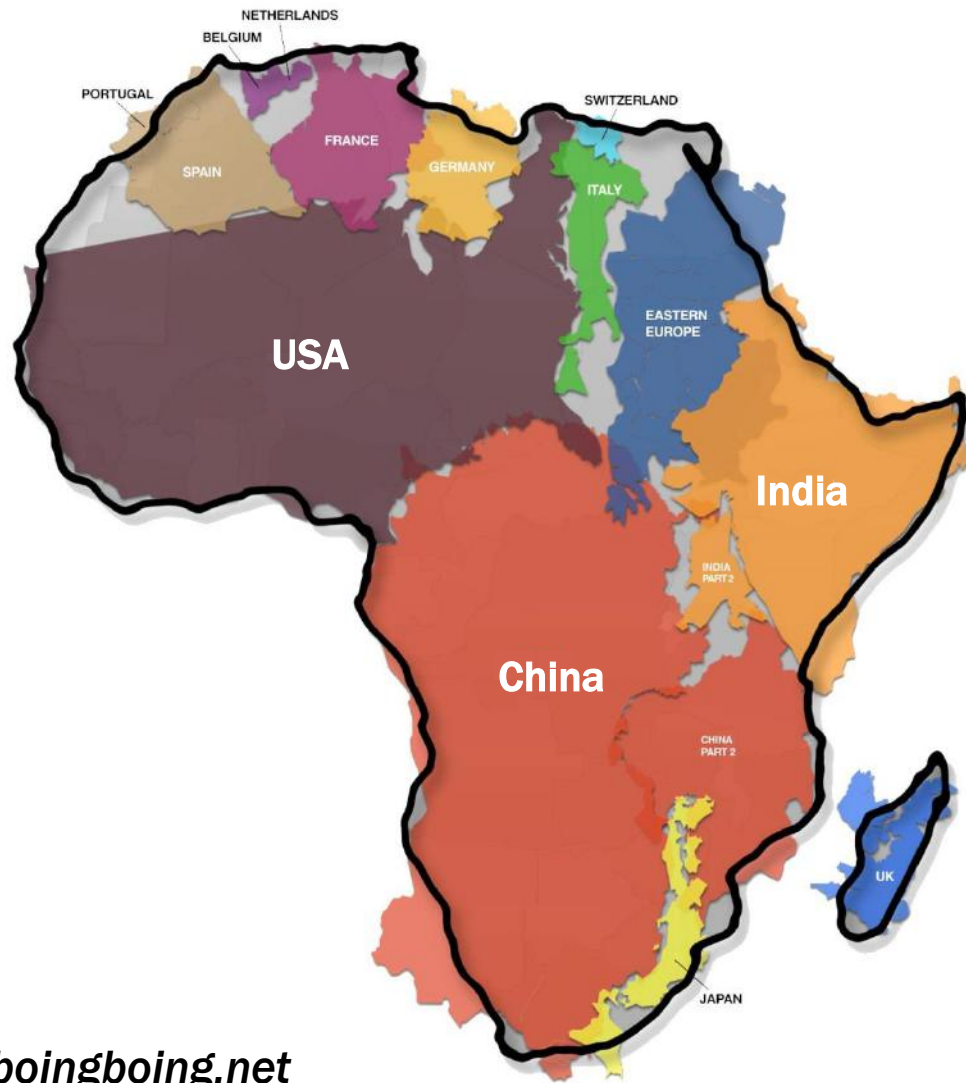 NETHERLANDS
BELGIUM
PORTUGAL
SWITZERLAND
FRANCE
GERMANY
SPAIN
ITALY
EASTERN
EUROPE
USA
India
INDIA
PART 2
China
CHINA
PART 2
UK
JAPAN
boingboing.net